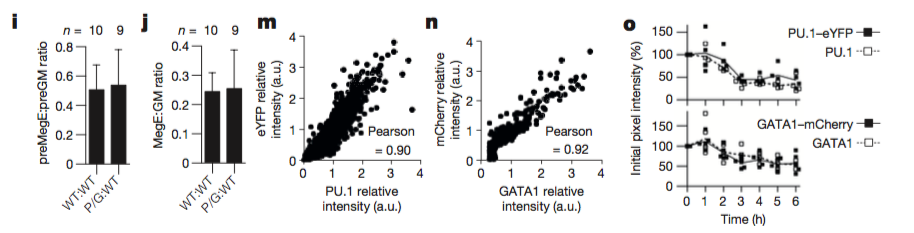 i
n = 10 9
preMegE:preGM ratio
0.8
0.6
0.4
0.2
0
WT:WT
P/G:WT
j
n = 10 9
MegE:GM ratio
0.4
0.3
0.2
0.1
0
WT:WT
P/G:WT
m
eYFP relative
intensity (a.u.)
4
3
2
1
0
Pearson
= 0.90
0 1 2 3 4
PU.1 relative
intensity (a.u.)
n
mCherry relative
intensity (a.u.)
4
3
2
1
0
Pearson
= 0.92
0 1 2 3 4
GATA1 relative
intensity (a.u.)
o
Initial pixel intensity (%)
150
100
50
0
PU.1–eYFP
PU.1
150
100
50
0
GATA1–mCherry
GATA1
0 1 2 3 4 5 6
Time (h)